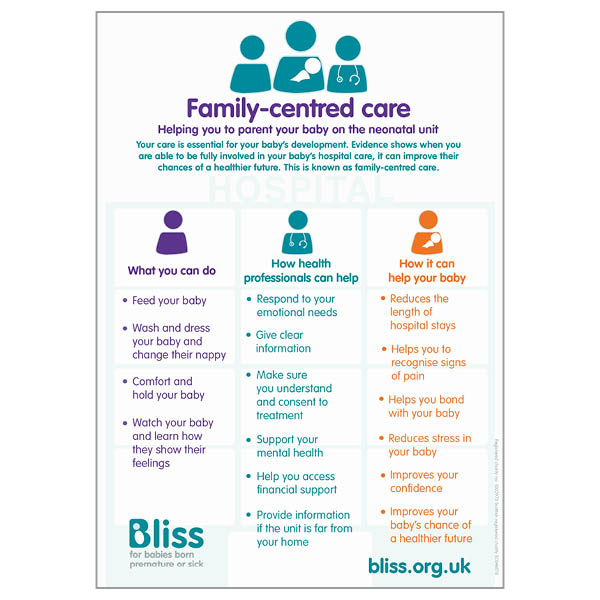 Family-centred care
Helping you to parent your baby on the neonatal unit
Your care is essential for your baby's development. Evidence shows when you
are able to be fully involved in your baby's hospital care, it can improve their
chances of a healthier future. This is known as family-centred care.
HOSPITAL
What you can do
• Feed your baby
• Wash and dress
your baby and
change their nappy
• Comfort and
hold your baby
• Watch your baby
and learn how
they show their
feelings
How health
professionals can help
• Respond to your
emotional needs
• Give clear
information
• Make sure
you understand
and consent to
treatment
• Support your
mental health
• Help you access
financial support
• Provide information
if the unit is far from
your home
How it can
help your baby
• Reduces the
length of
hospital stays
• Helps you to
recognise signs
of pain
• Helps you bond
with your baby
• Reduces stress in
your baby
• Improves your
confidence
• Improves your
baby's chance of
a healthier future
Bliss
for babies born
premature or sick
bliss.org.uk